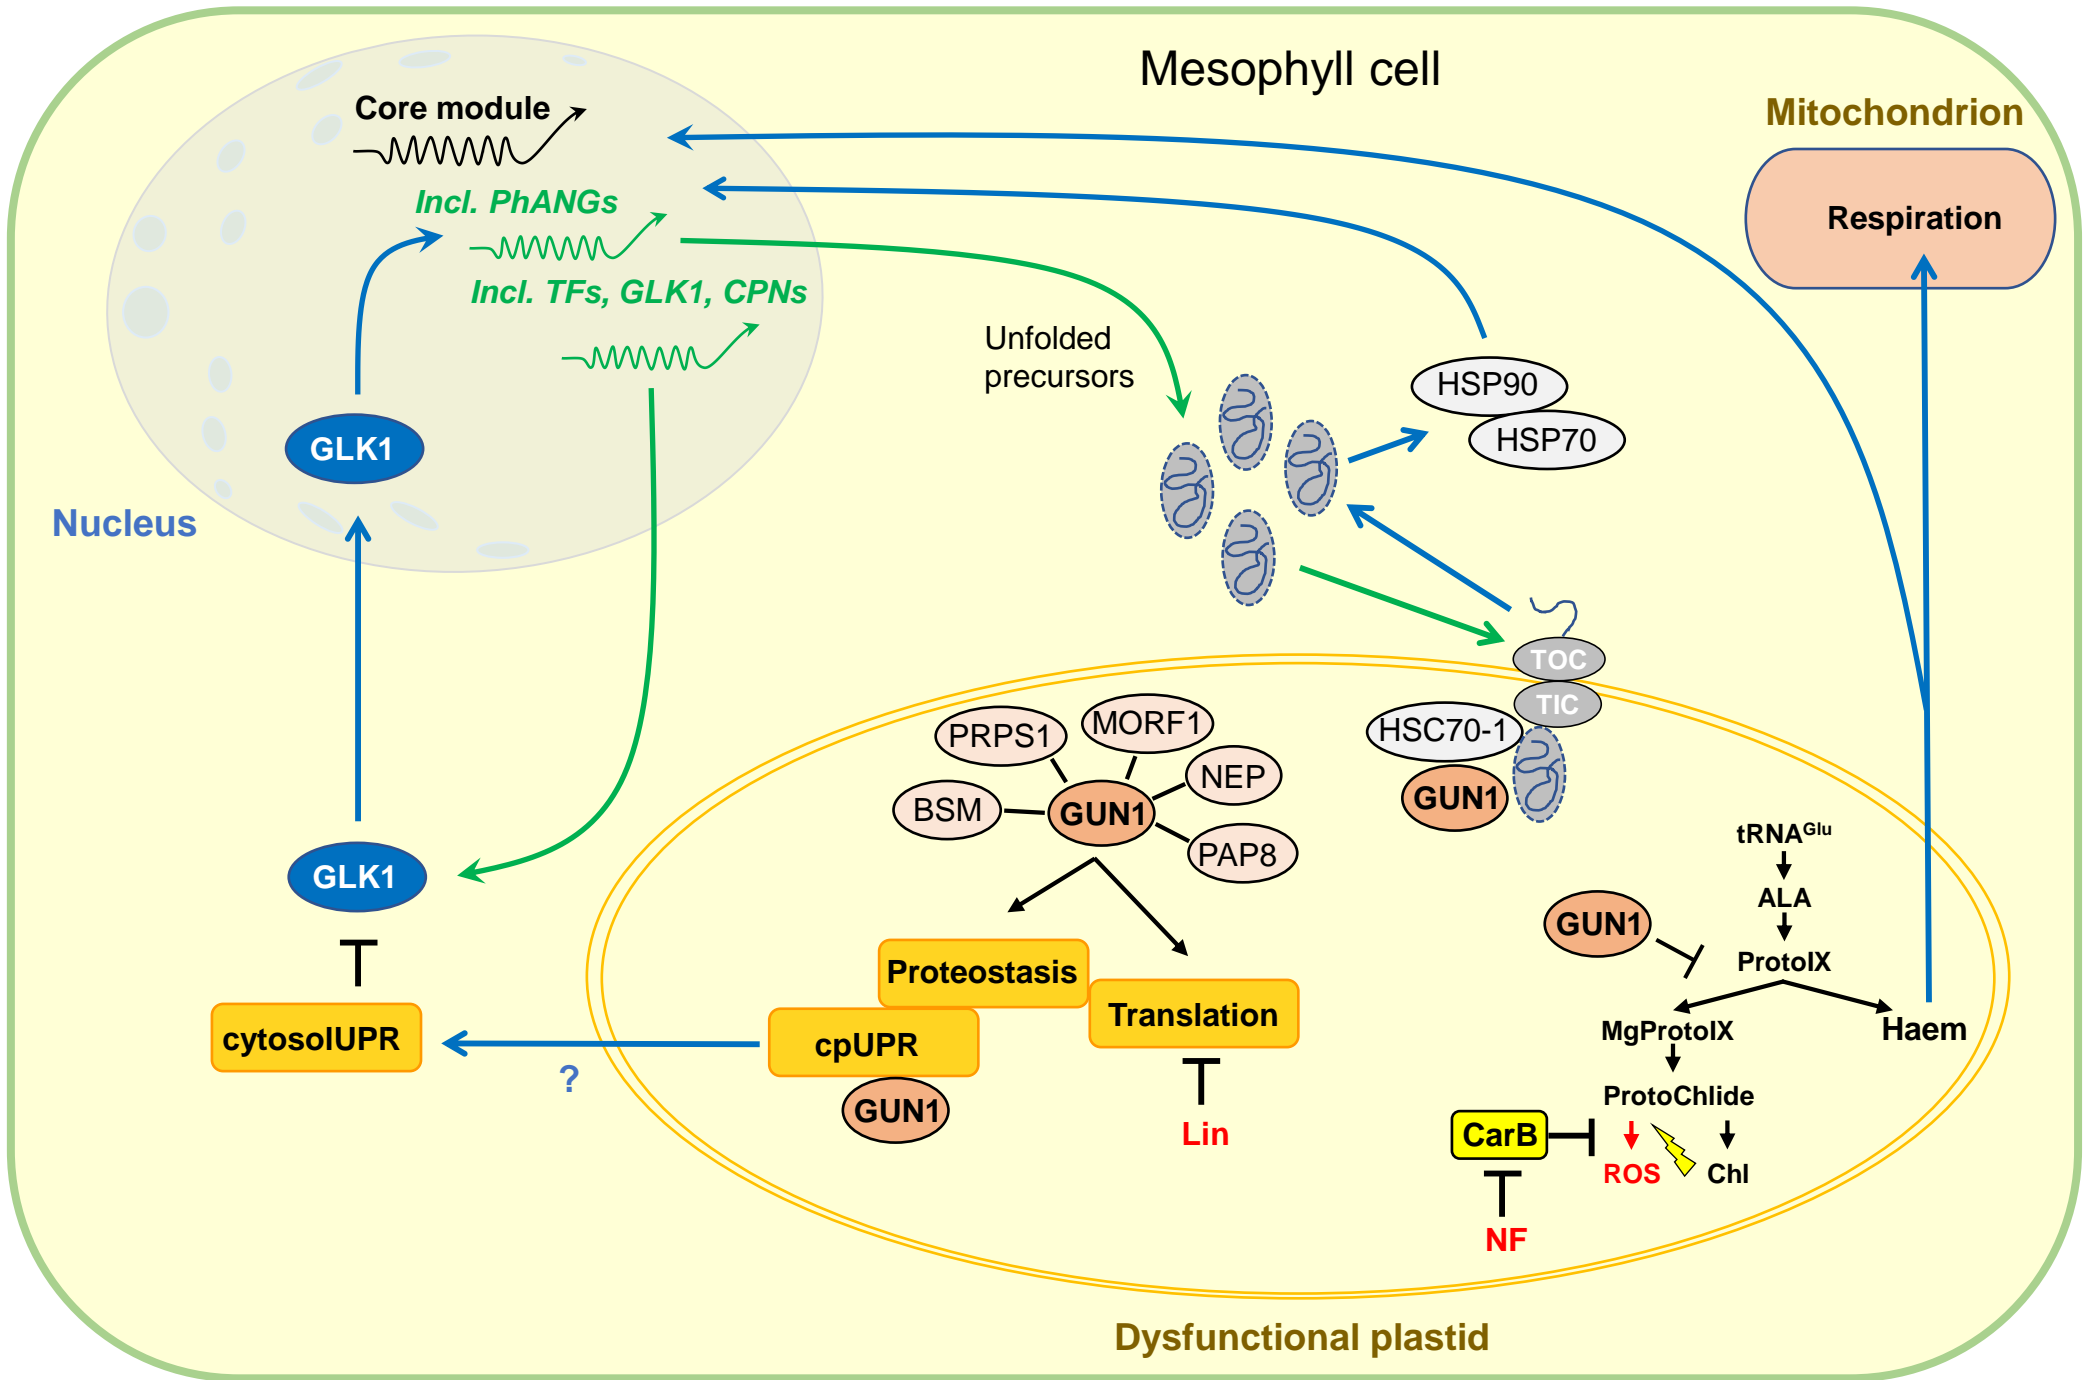 Mesophyll cell
Core module
Mitochondrion
Incl. PhANGs
Respiration
Incl. TFs, GLK1, CPNs
Unfolded
precursors
HSP90
HSP70
GLK1
Nucleus
TOC
TIC
PRPS1
MORF1
HSC70-1
NEP
BSM
GUN1
GUN1
PAP8
tRNAGlu
GLK1
ALA
GUN1
ProtoIX
Proteostasis
Translation
MgProtoIX
Haem
cytosolUPR
cpUPR
?
ProtoChlide
GUN1
Lin
CarB
ROS
Chl
NF
Dysfunctional plastid